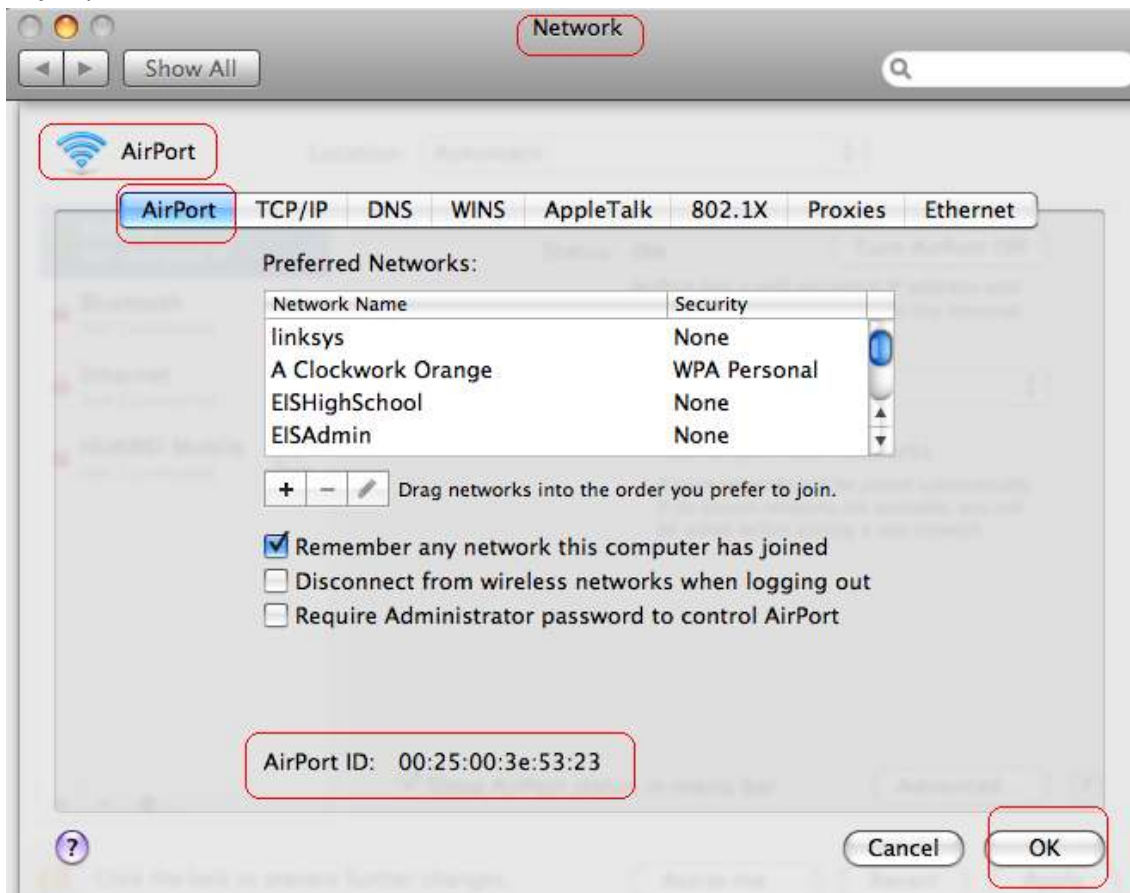 Network
Show All
AirPort
AirPort TCP/IP DNS WINS AppleTalk 802.1X Proxies Ethernet
Preferred Networks:
Network Name Security
linksys None
A Clockwork Orange WPA Personal
EISHighSchool None
EISAdmin None
+ - Drag networks into the order you prefer to join.
Remember any network this computer has joined
Disconnect from wireless networks when logging out
Require Administrator password to control AirPort
AirPort ID: 00:25:00:3e:53:23
? Cancel OK